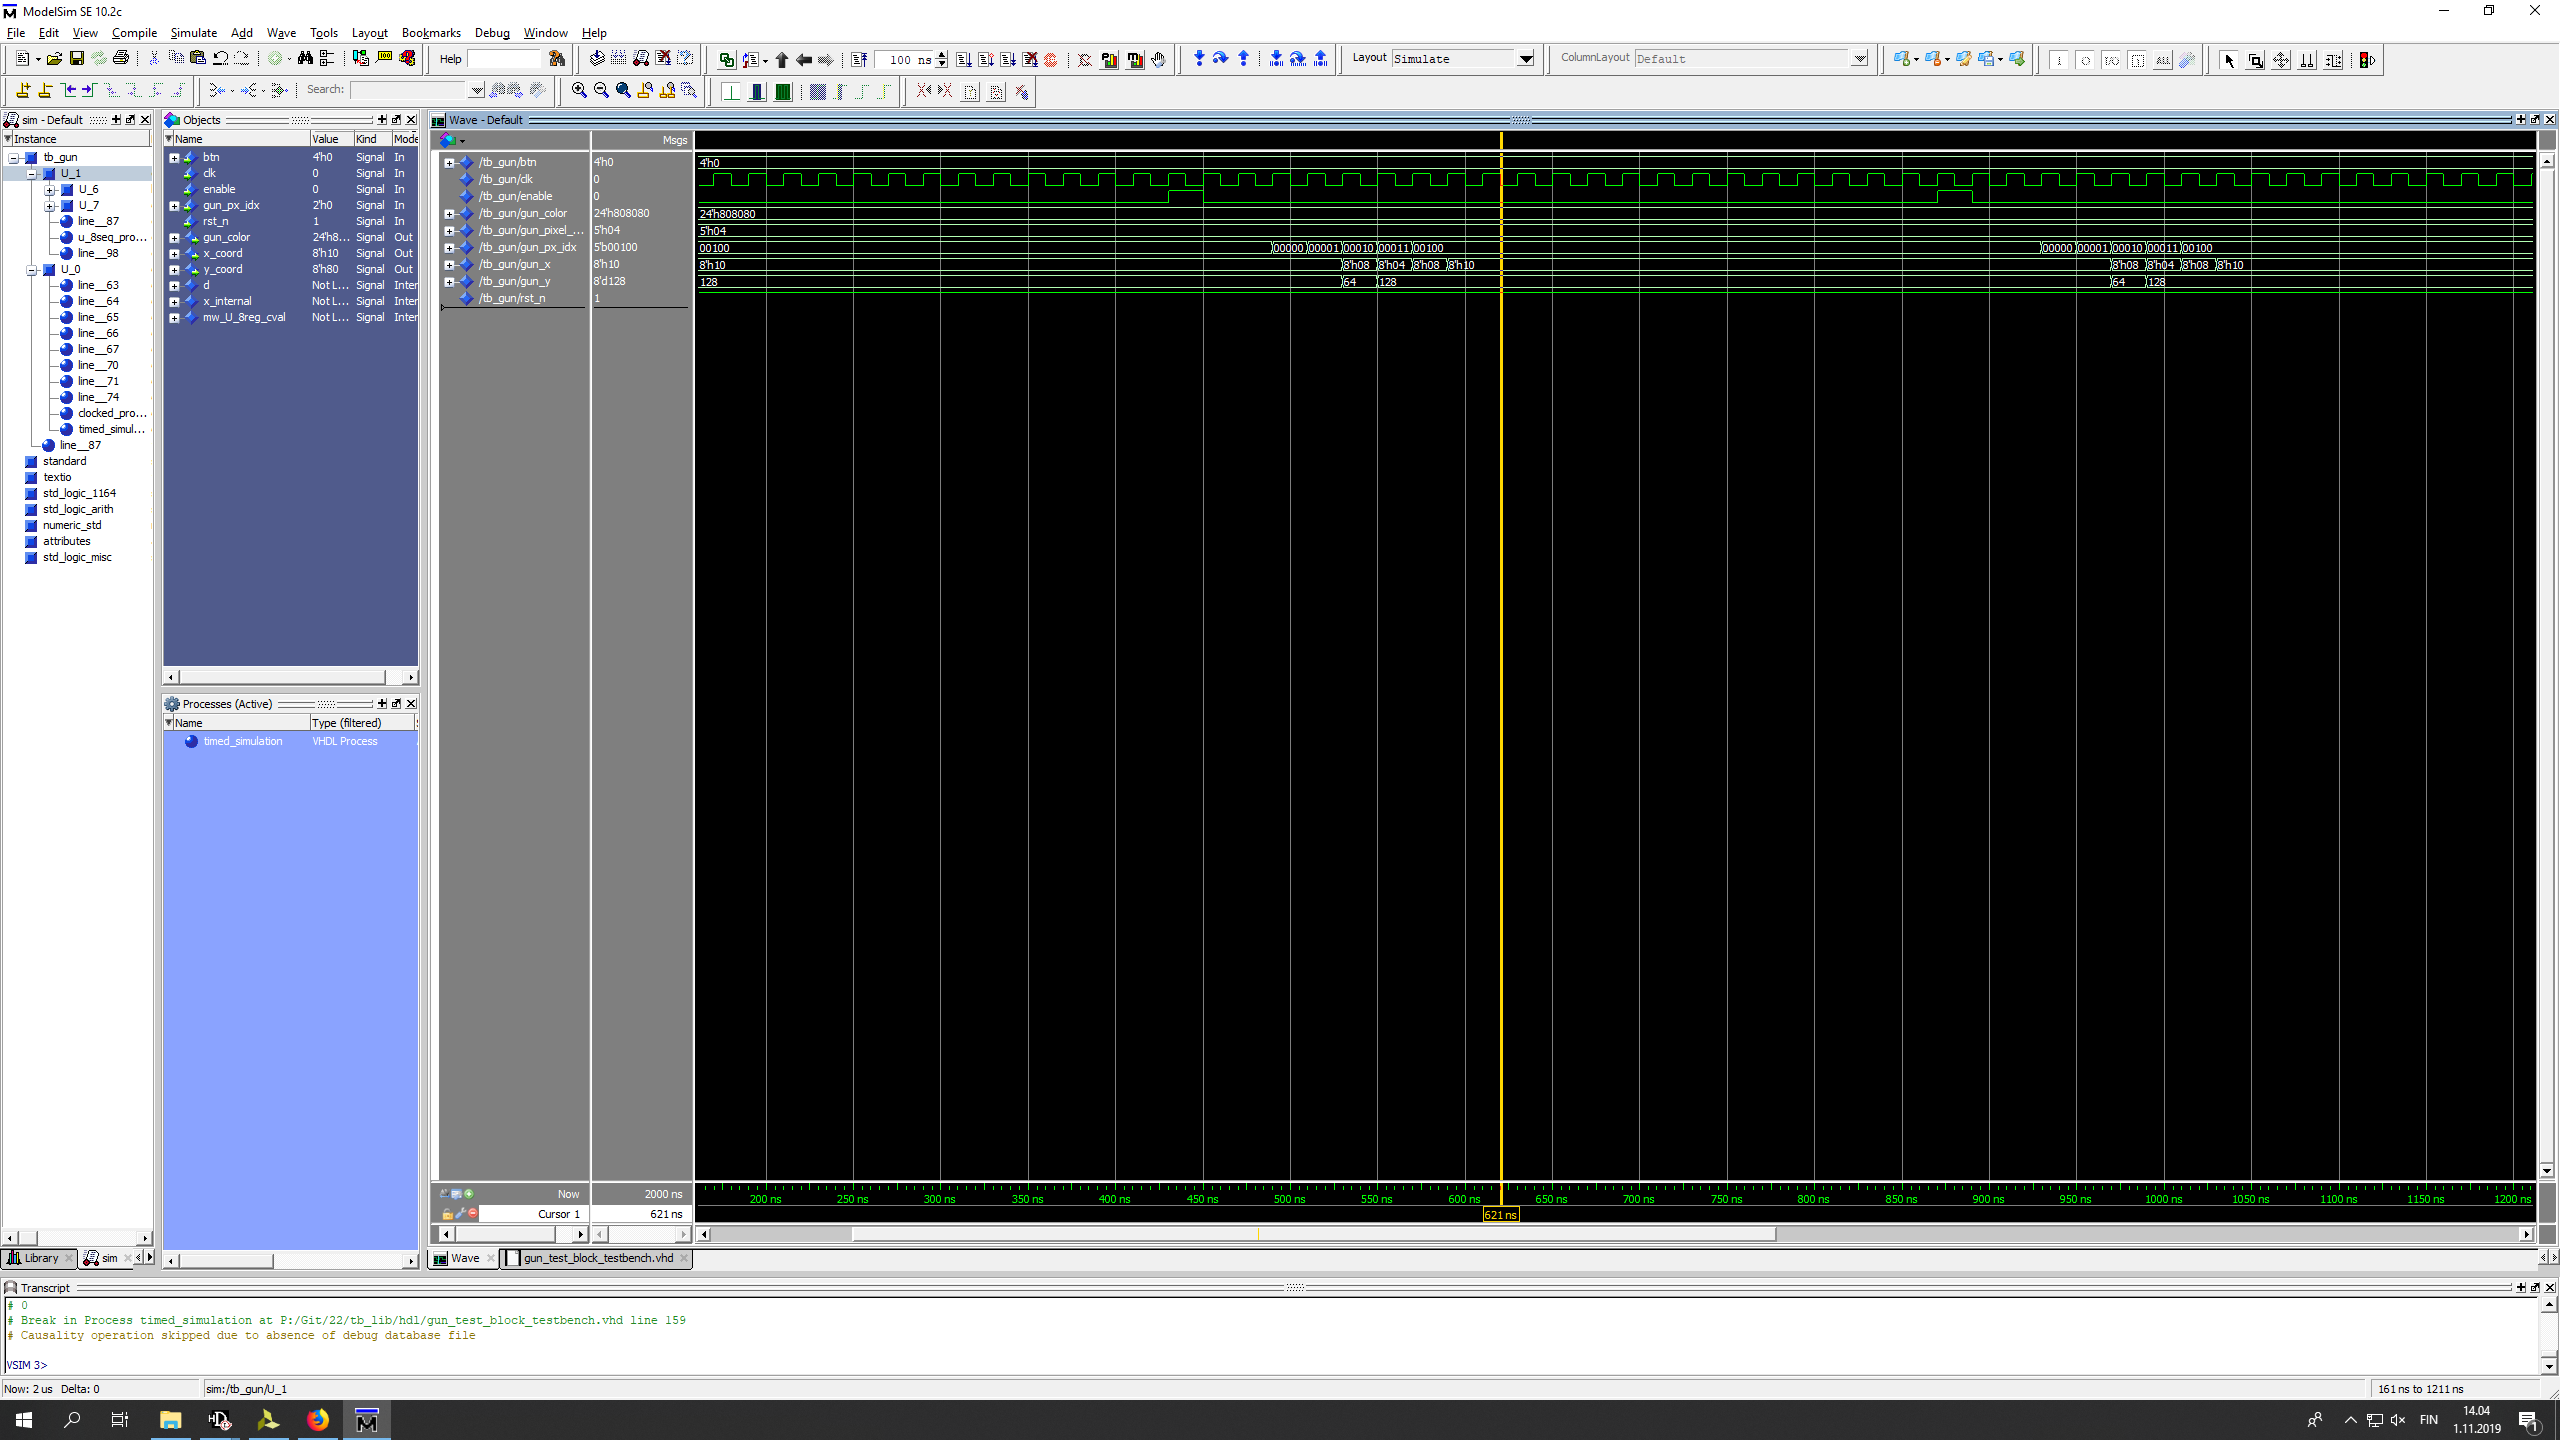 ModelSim SE 10.2c
File Edit View Compile Simulate Add Wave Tools Layout Bookmarks Debug Window Help
Help 100 ns Layout Simulate ColumnLayout Default
Search:
sim - Default
Instance
tb_gun
U_1
U_6
U_7
line__87
u_8seq_pro...
line__98
U_0
line__63
line__64
line__65
line__66
line__67
line__70
line__71
line__74
clocked_pro...
timed_simul...
line__87
standard
textio
std_logic_1164
std_logic_arith
numeric_std
attributes
std_logic_misc
Library sim
Objects
Name Value Kind Mode
btn 4'h0 Signal In
clk 0 Signal In
enable 0 Signal In
gun_px_idx 2'h0 Signal In
rst_n 1 Signal In
gun_color 24'h8... Signal Out
x_coord 8'h10 Signal Out
y_coord 8'h80 Signal Out
d Not L... Signal Inter
x_internal Not L... Signal Inter
mw_U_8reg_cval Not L... Signal Inter
Processes (Active)
Name Type (filtered)
timed_simulation VHDL Process
Wave - Default
Msgs
/tb_gun/btn 4'h0 4'h0
/tb_gun/clk 0
/tb_gun/enable 0
/tb_gun/gun_color 24'h808080 24'h808080
/tb_gun/gun_pixel_... 5'h04 5'h04
/tb_gun/gun_px_idx 5'b00100 00100 00000 00001 00010 00011 00100 00000 00001 00010 00011 00100
/tb_gun/gun_x 8'h10 8'h10 8'h08 8'h04 8'h08 8'h10 8'h08 8'h04 8'h08 8'h10
/tb_gun/gun_y 8'd128 128 64 128 64 128
/tb_gun/rst_n 1
Now 2000 ns
200 ns 250 ns 300 ns 350 ns 400 ns 450 ns 500 ns 550 ns 600 ns 650 ns 700 ns 750 ns 800 ns 850 ns 900 ns 950 ns 1000 ns 1050 ns 1100 ns 1150 ns 1200 ns
Cursor 1 621 ns
621 ns
Wave gun_test_block_testbench.vhd
Transcript
# 0
# Break in Process timed_simulation at P:/Git/22/tb_lib/hdl/gun_test_block_testbench.vhd line 159
# Causality operation skipped due to absence of debug database file
VSIM 3>
Now: 2 us Delta: 0 sim:/tb_gun/U_1 161 ns to 1211 ns
FIN
14.04
1.11.2019
1